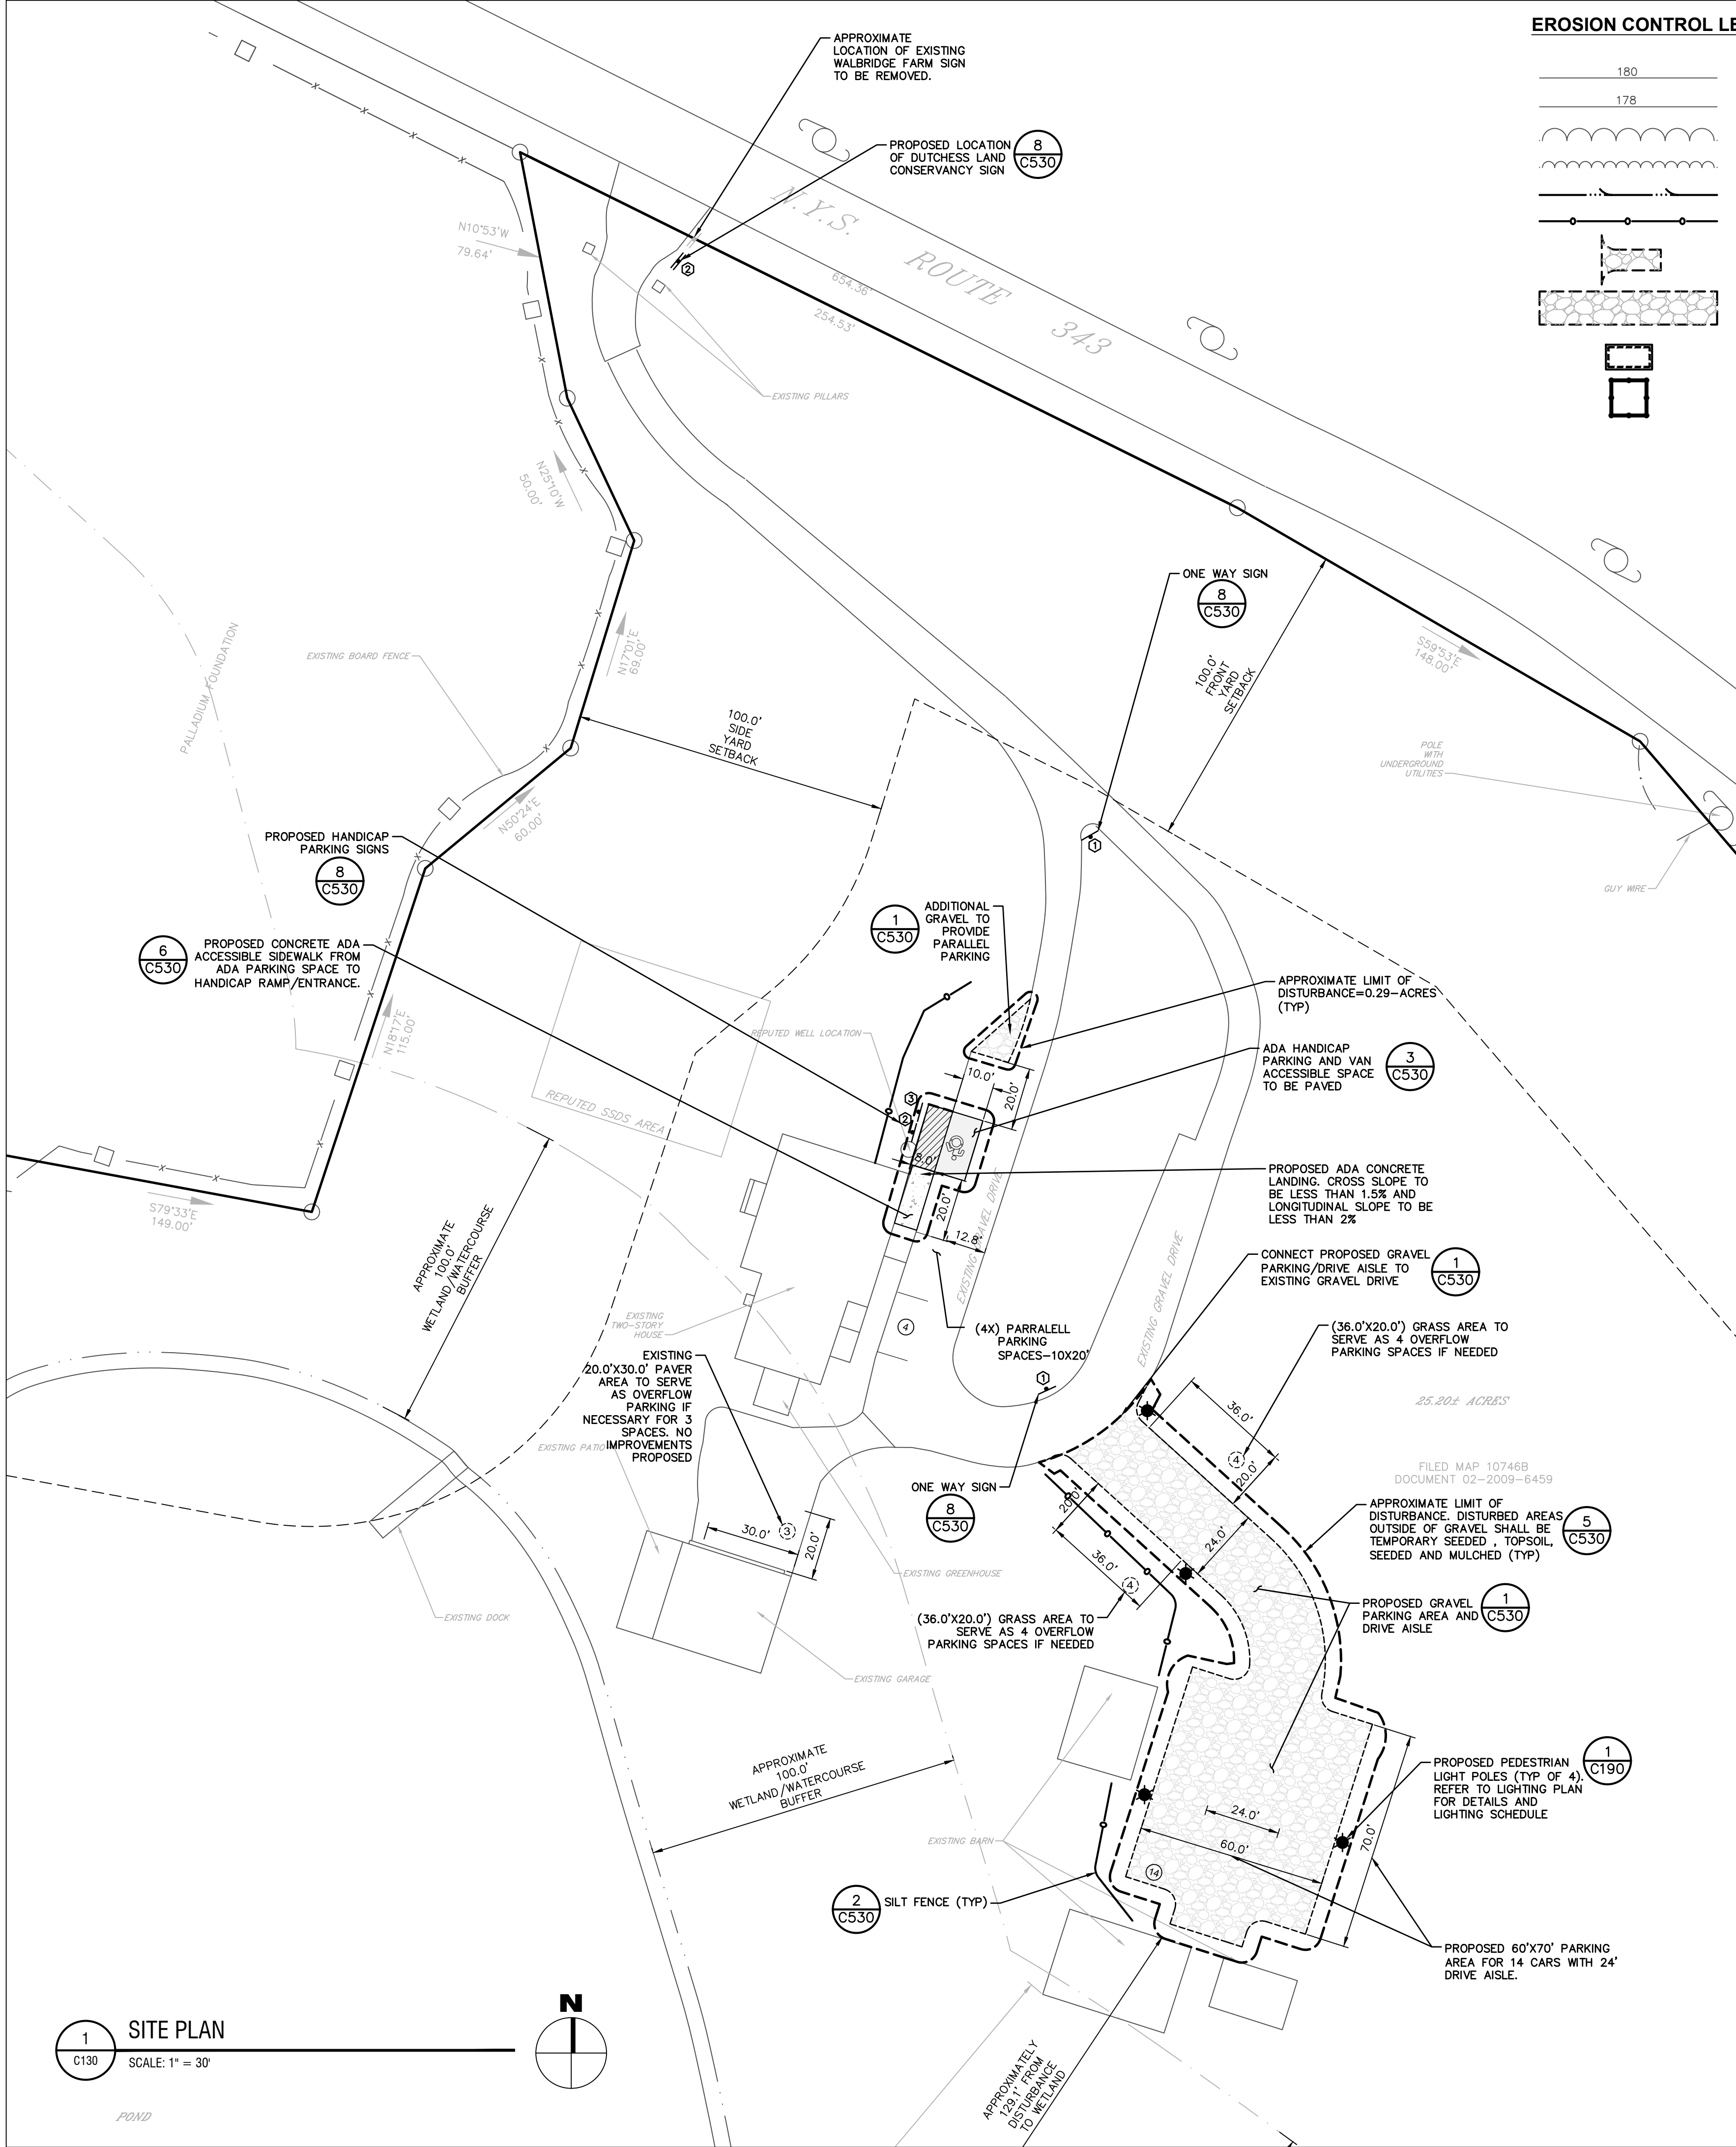 EROSION CONTROL LE
180
178
APPROXIMATE
LOCATION OF EXISTING
WALBRIDGE FARM SIGN
TO BE REMOVED.
PROPOSED LOCATION
OF DUTCHESS LAND
CONSERVANCY SIGN
8
C530
N.Y.S. ROUTE 343
N10°53'W
79.64'
2
654.36'
254.53'
EXISTING PILLARS
N25°10'W
50.00'
ONE WAY SIGN
8
C530
PALLADIUM FOUNDATION
EXISTING BOARD FENCE
N17°01'E
69.00'
100.0'
FRONT
YARD
SETBACK
S59°53'E
148.00'
100.0'
SIDE
YARD
SETBACK
POLE
WITH
UNDERGROUND
UTILITIES
N50°24'E
60.00'
PROPOSED HANDICAP
PARKING SIGNS
8
C530
1
GUY WIRE
1
C530
ADDITIONAL
GRAVEL TO
PROVIDE
PARALLEL
PARKING
6
C530
PROPOSED CONCRETE ADA
ACCESSIBLE SIDEWALK FROM
ADA PARKING SPACE TO
HANDICAP RAMP/ENTRANCE.
APPROXIMATE LIMIT OF
DISTURBANCE=0.29-ACRES
(TYP)
N18°17'E
115.00'
REPUTED WELL LOCATION
ADA HANDICAP
PARKING AND VAN
ACCESSIBLE SPACE
TO BE PAVED
3
C530
10.0'
20.0'
REPUTED SSDS AREA
3
2
8.0'
20.0'
12.8'
PROPOSED ADA CONCRETE
LANDING. CROSS SLOPE TO
BE LESS THAN 1.5% AND
LONGITUDINAL SLOPE TO BE
LESS THAN 2%
S79°33'E
149.00'
APPROXIMATE
100.0'
WETLAND/WATERCOURSE
BUFFER
EXISTING GRAVEL DRIVE
EXISTING GRAVEL DRIVE
CONNECT PROPOSED GRAVEL
PARKING/DRIVE AISLE TO
EXISTING GRAVEL DRIVE
1
C530
EXISTING
TWO-STORY
HOUSE
4
(4X) PARRALELL
PARKING
SPACES-10X20'
(36.0'X20.0') GRASS AREA TO
SERVE AS 4 OVERFLOW
PARKING SPACES IF NEEDED
EXISTING
20.0'X30.0' PAVER
AREA TO SERVE
AS OVERFLOW
PARKING IF
NECESSARY FOR 3
SPACES. NO
IMPROVEMENTS
PROPOSED
1
25.20± ACRES
36.0'
4
20.0'
EXISTING PATIO
FILED MAP 10746B
DOCUMENT 02-2009-6459
ONE WAY SIGN
8
C530
20.0'
APPROXIMATE LIMIT OF
DISTURBANCE. DISTURBED AREAS
OUTSIDE OF GRAVEL SHALL BE
TEMPORARY SEEDED , TOPSOIL,
SEEDED AND MULCHED (TYP)
5
C530
30.0'
3
20.0'
24.0'
36.0'
4
EXISTING GREENHOUSE
EXISTING DOCK
(36.0'X20.0') GRASS AREA TO
SERVE AS 4 OVERFLOW
PARKING SPACES IF NEEDED
PROPOSED GRAVEL
PARKING AREA AND
DRIVE AISLE
1
C530
EXISTING GARAGE
APPROXIMATE
100.0'
WETLAND/WATERCOURSE
BUFFER
PROPOSED PEDESTRIAN
LIGHT POLES (TYP OF 4).
REFER TO LIGHTING PLAN
FOR DETAILS AND
LIGHTING SCHEDULE
1
C190
24.0'
60.0'
70.0'
EXISTING BARN
14
2
C530
SILT FENCE (TYP)
PROPOSED 60'X70' PARKING
AREA FOR 14 CARS WITH 24'
DRIVE AISLE.
APPROXIMATELY
129.1' FROM
DISTURBANCE
TO WETLAND
1
C130
SITE PLAN
SCALE: 1" = 30'
N
POND